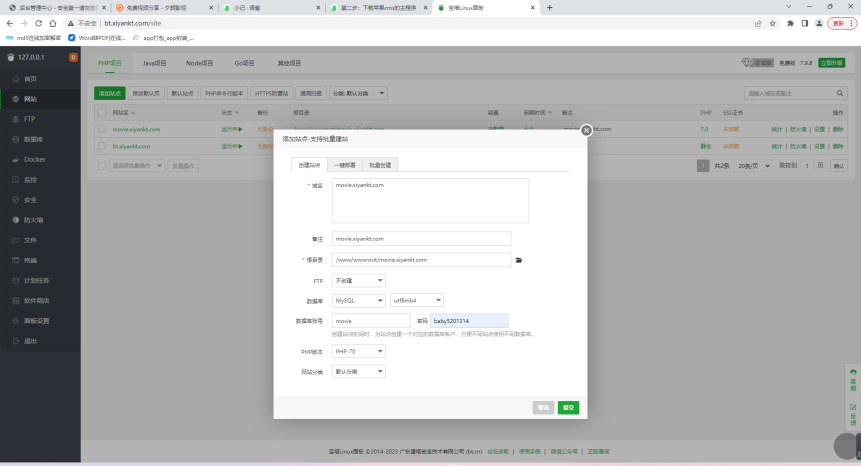 后台管理中心 - 安全第一请勿泄
免费视频分享 - 夕颜影视
小记 · 语雀
第二步：下载苹果cms的主程序
宝塔Linux面板
不安全 | bt.xiyankt.com/site
更新
md5在线加密解密
Word转PDF|在线...
app打包_app封装_...
127.0.0.1
0
首页
网站
FTP
数据库
Docker
监控
安全
防火墙
文件
终端
计划任务
软件商店
面板设置
退出
PHP项目 Java项目 Node项目 Go项目 其他项目
企业版 免费版 7.9.8 立即升级
添加站点 修改默认页 默认站点 PHP命令行版本 HTTPS防窜站 漏洞扫描 分类: 默认分类
请输入域名或备注
网站名 状态 备份 根目录 容量 到期时间 备注 PHP SSL证书 操作
movie.xiyankt.com 运行中 7.0 未部署 统计 | 防火墙 | 设置 | 删除
bt.xiyankt.com 运行中 静态 未部署 统计 | 防火墙 | 设置 | 删除
请选择批量操作 批量操作
1 共2条 20条/页 跳转到 1 页 确认
添加站点-支持批量建站
创建站点 一键部署 批量创建
* 域名 movie.xiyankt.com
备注 movie.xiyankt.com
* 根目录 /www/wwwroot/movie.xiyankt.com
FTP 不创建
数据库 MySQL utf8mb4
数据库账号 movie 密码 baby5201314
创建站点的同时，为站点创建一个对应的数据库帐户，方便不同站点使用不同数据库。
PHP版本 PHP-70
网站分类 默认分类
取消 提交
客服
反馈
宝塔Linux面板 ©2014-2023 广东堡塔安全技术有限公司 (bt.cn) 论坛求助 | 使用手册 | 微信公众号 | 正版查询